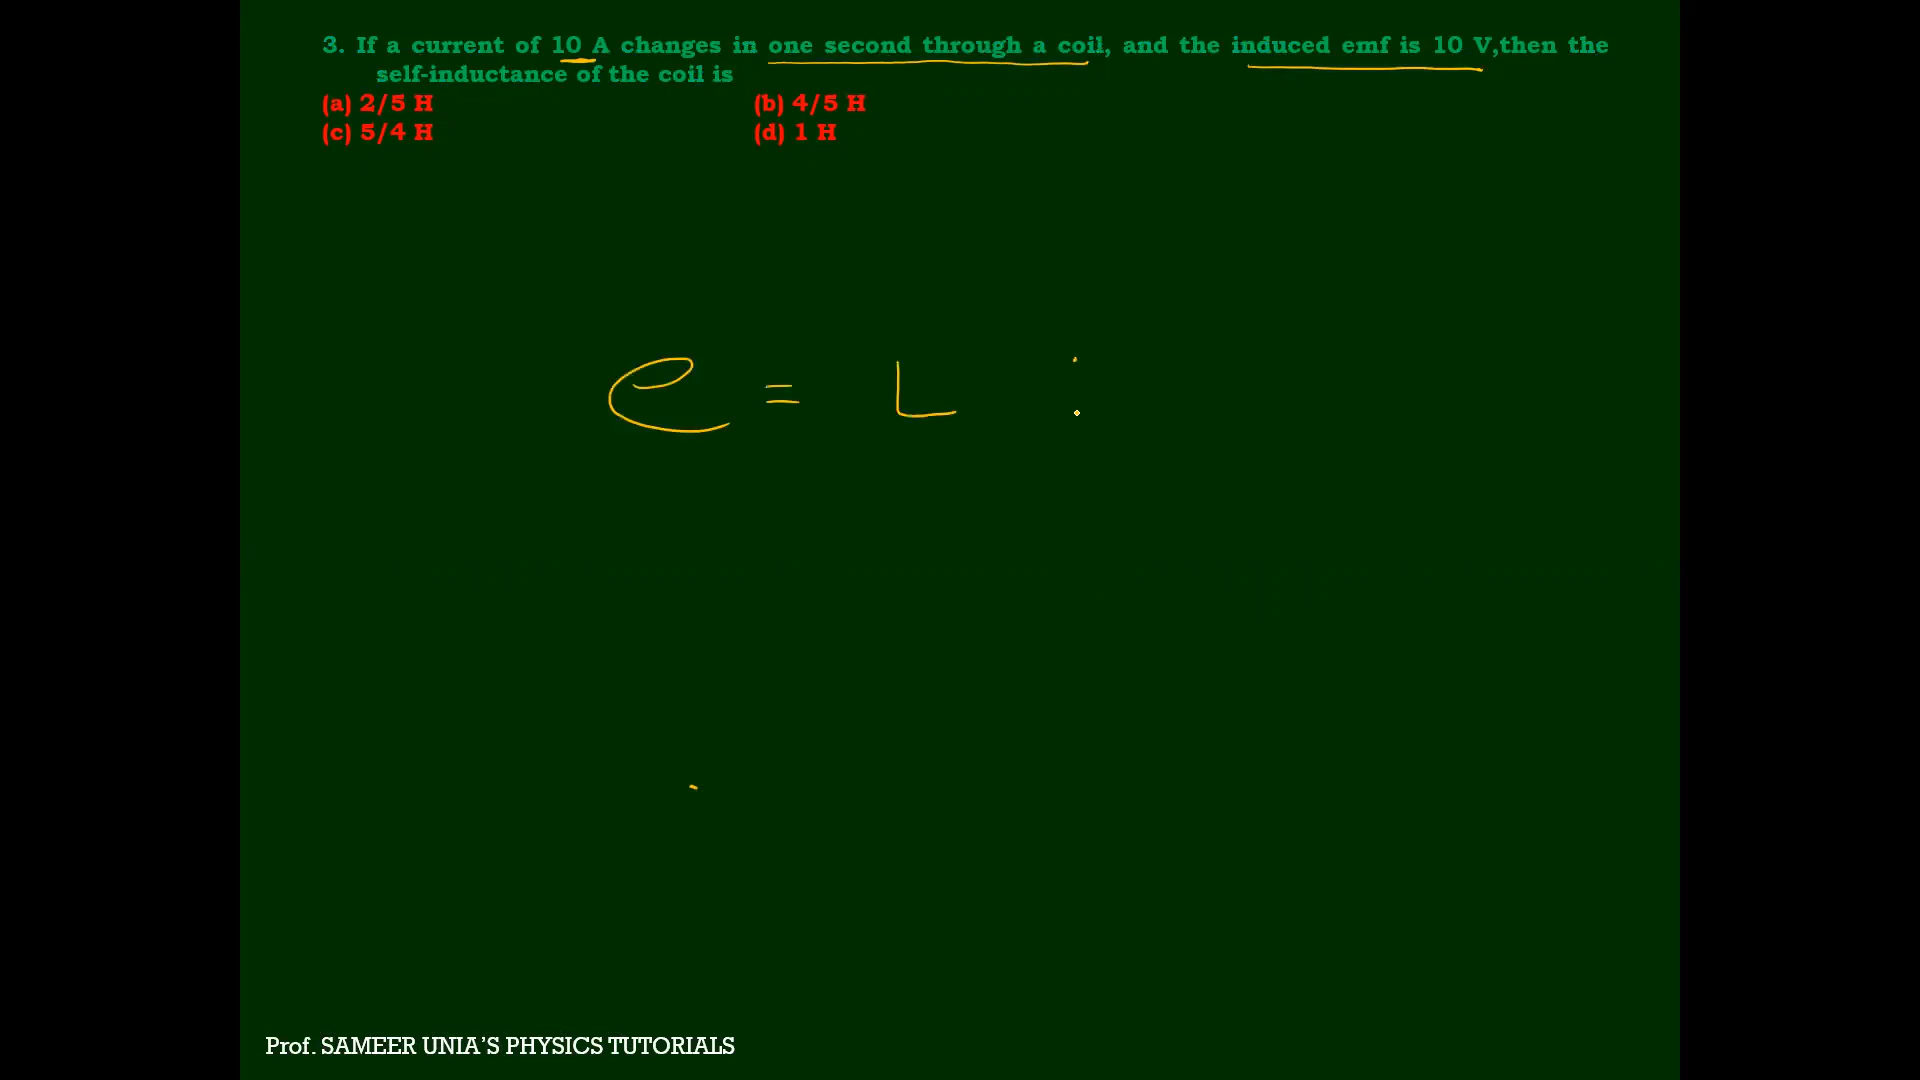 3. If a current of 10 A changes in one second through a coil, and the induced emf is 10 V,then the
self-inductance of the coil is
(a) 2/5 H (b) 4/5 H
(c) 5/4 H (d) 1 H
e = L
Prof. SAMEER UNIA’S PHYSICS TUTORIALS